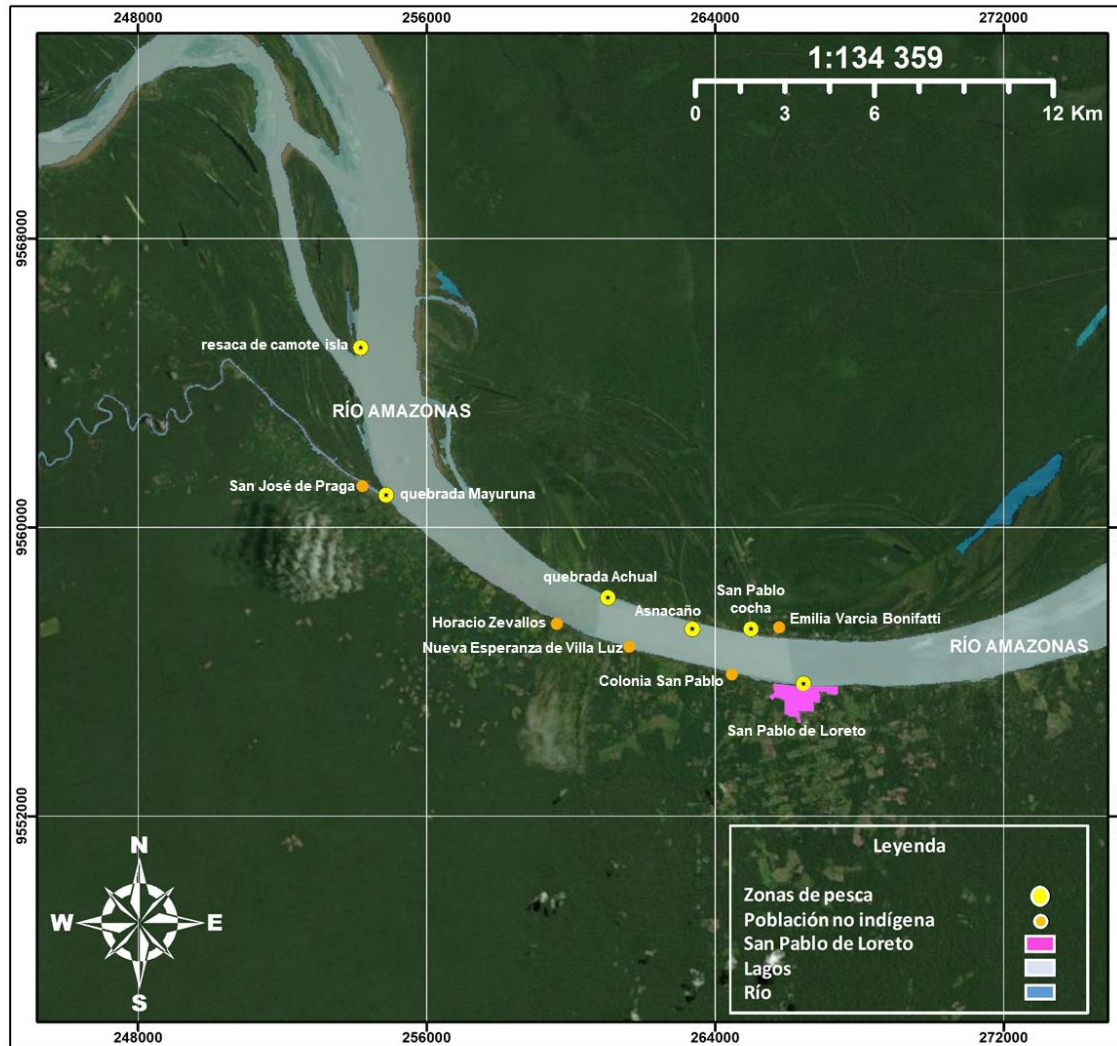 248000
256000
264000
272000
1:134 359
0
3
6
12 Km
9568000
9568000
resaca de camote isla
RÍO AMAZONAS
San José de Praga
quebrada Mayuruna
9560000
9560000
quebrada Achual
San Pablo
cocha
Asnacaño
Emilia Varcia Bonifatti
Horacio Zevallos
Nueva Esperanza de Villa Luz
RÍO AMAZONAS
Colonia San Pablo
San Pablo de Loreto
9552000
9552000
Leyenda
Zonas de pesca
Población no indígena
San Pablo de Loreto
Lagos
Río
N
W
E
S
248000
256000
264000
272000